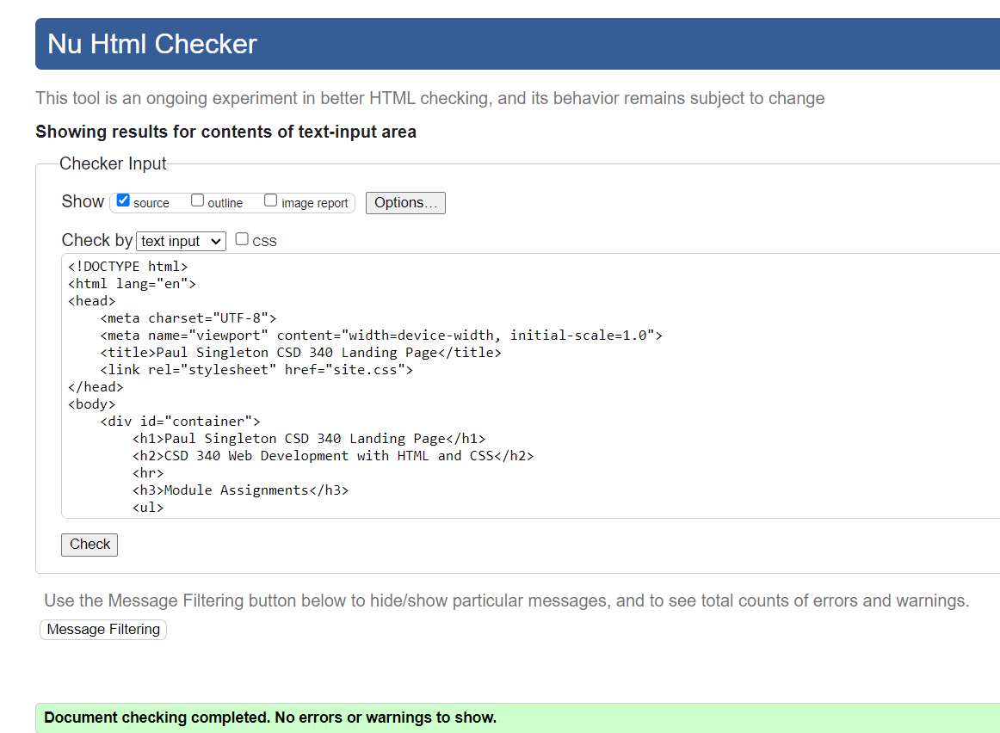 Nu Html Checker
This tool is an ongoing experiment in better HTML checking, and its behavior remains subject to change
Showing results for contents of text-input area
Checker Input
Show source outline image report Options...
Check by text input CSS
<!DOCTYPE html>
<html lang="en">
<head>
    <meta charset="UTF-8">
    <meta name="viewport" content="width=device-width, initial-scale=1.0">
    <title>Paul Singleton CSD 340 Landing Page</title>
    <link rel="stylesheet" href="site.css">
</head>
<body>
    <div id="container">
        <h1>Paul Singleton CSD 340 Landing Page</h1>
        <h2>CSD 340 Web Development with HTML and CSS</h2>
        <hr>
        <h3>Module Assignments</h3>
        <ul>
Check
Use the Message Filtering button below to hide/show particular messages, and to see total counts of errors and warnings.
Message Filtering
Document checking completed. No errors or warnings to show.